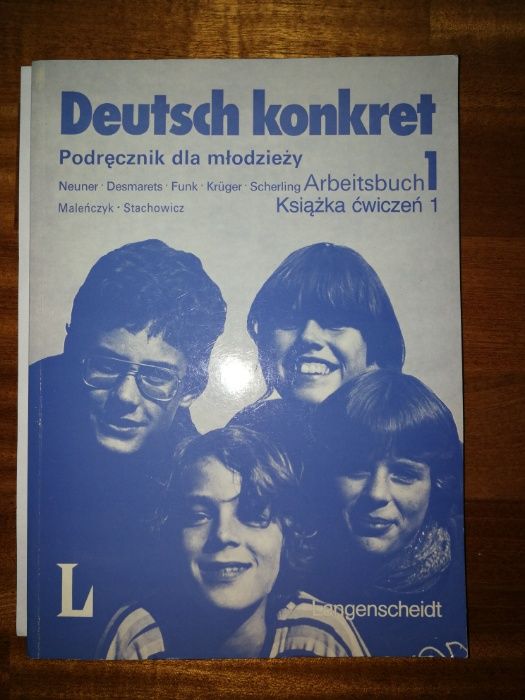 Deutsch konkret
Podręcznik dla młodzieży
Neuner · Desmarets · Funk · Krüger · Scherling Arbeitsbuch 1
Maleńczyk · Stachowicz Książka ćwiczeń 1
L
Langenscheidt